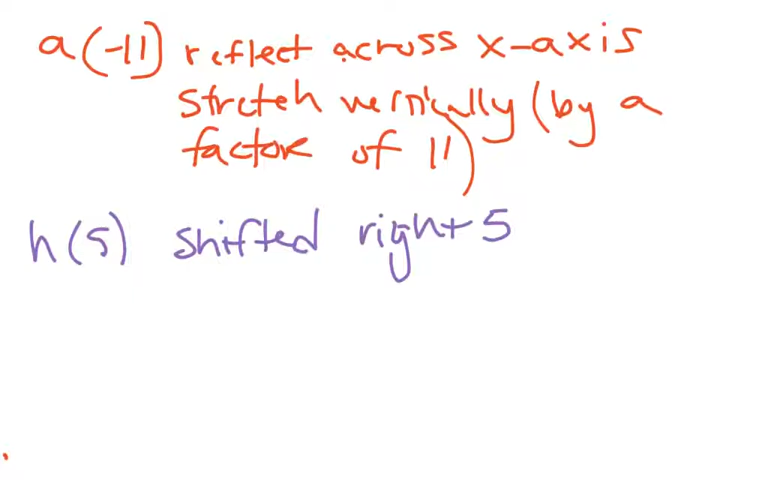 a (-11) reflect across x-axis
stretch vertically (by a
factor of 11)
h (5) shifted right 5